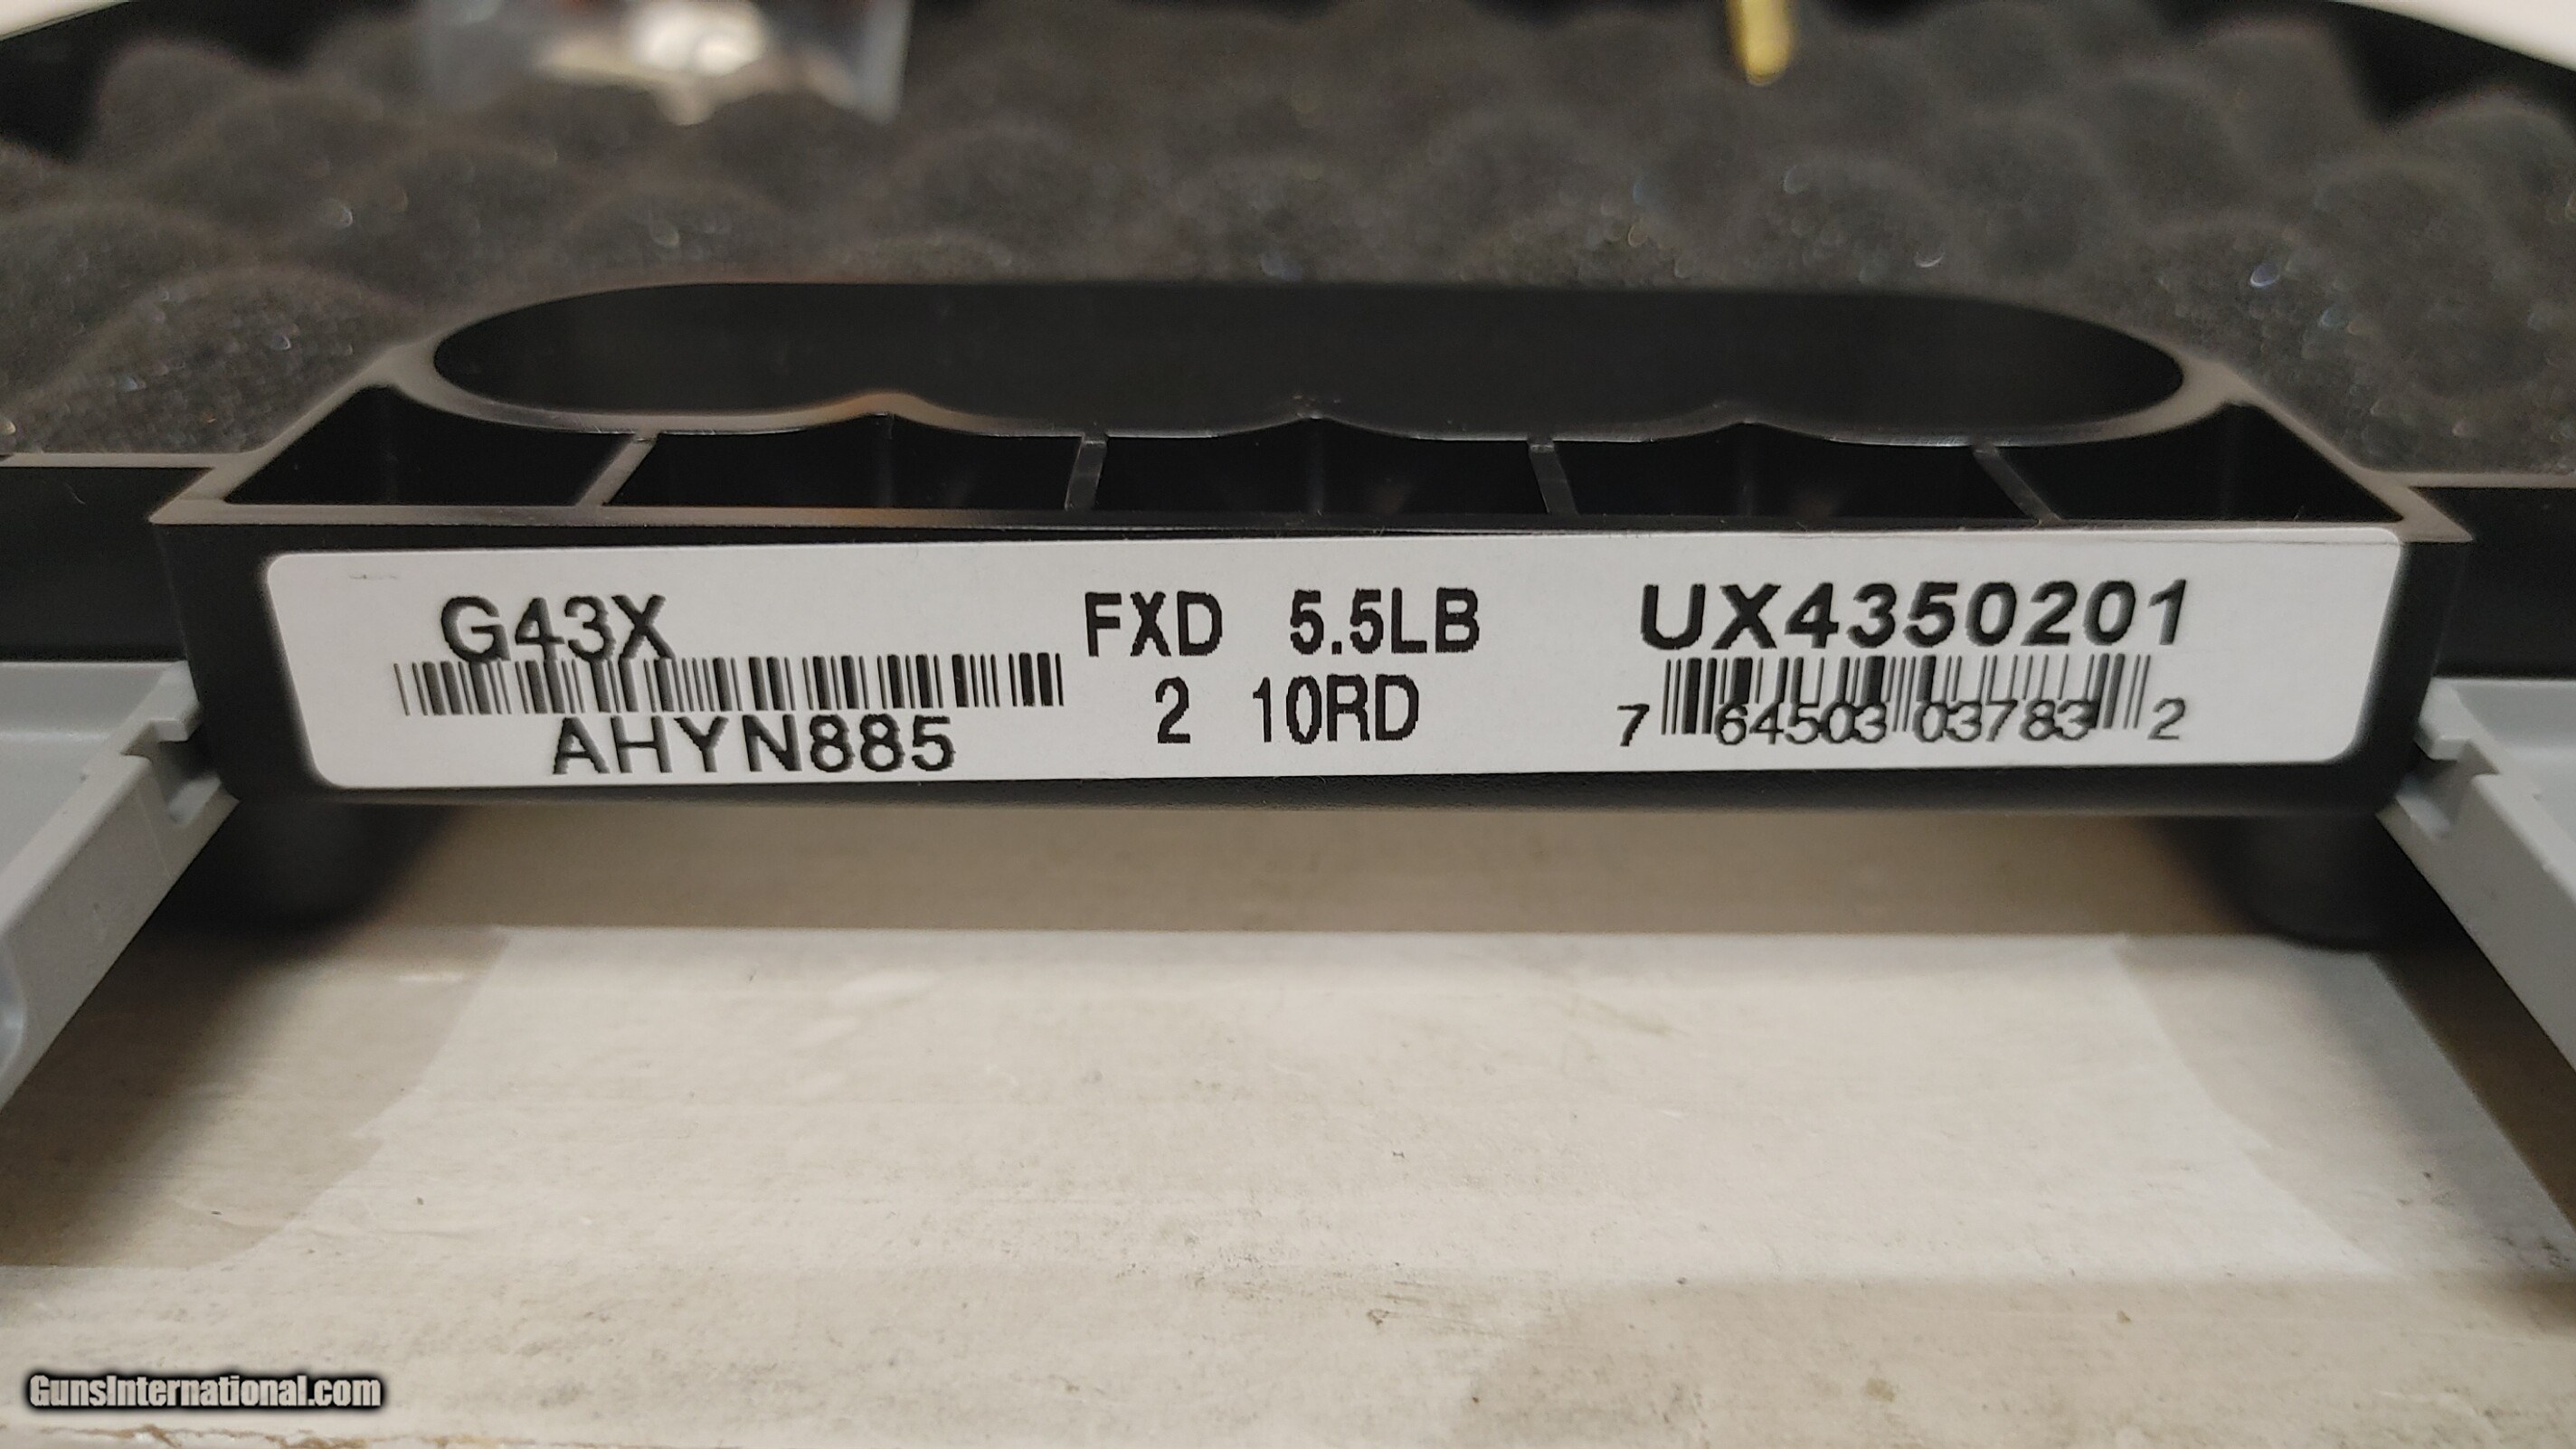 G43X
AHYN885
FXD 5.5LB
2 10RD
UX4350201
7 64503 03783 2
GunsInternational.com